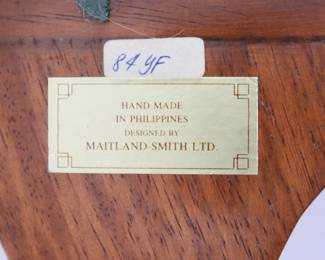 84 YF
HAND MADE
IN PHILIPPINES
DESIGNED BY
MAITLAND-SMITH LTD.